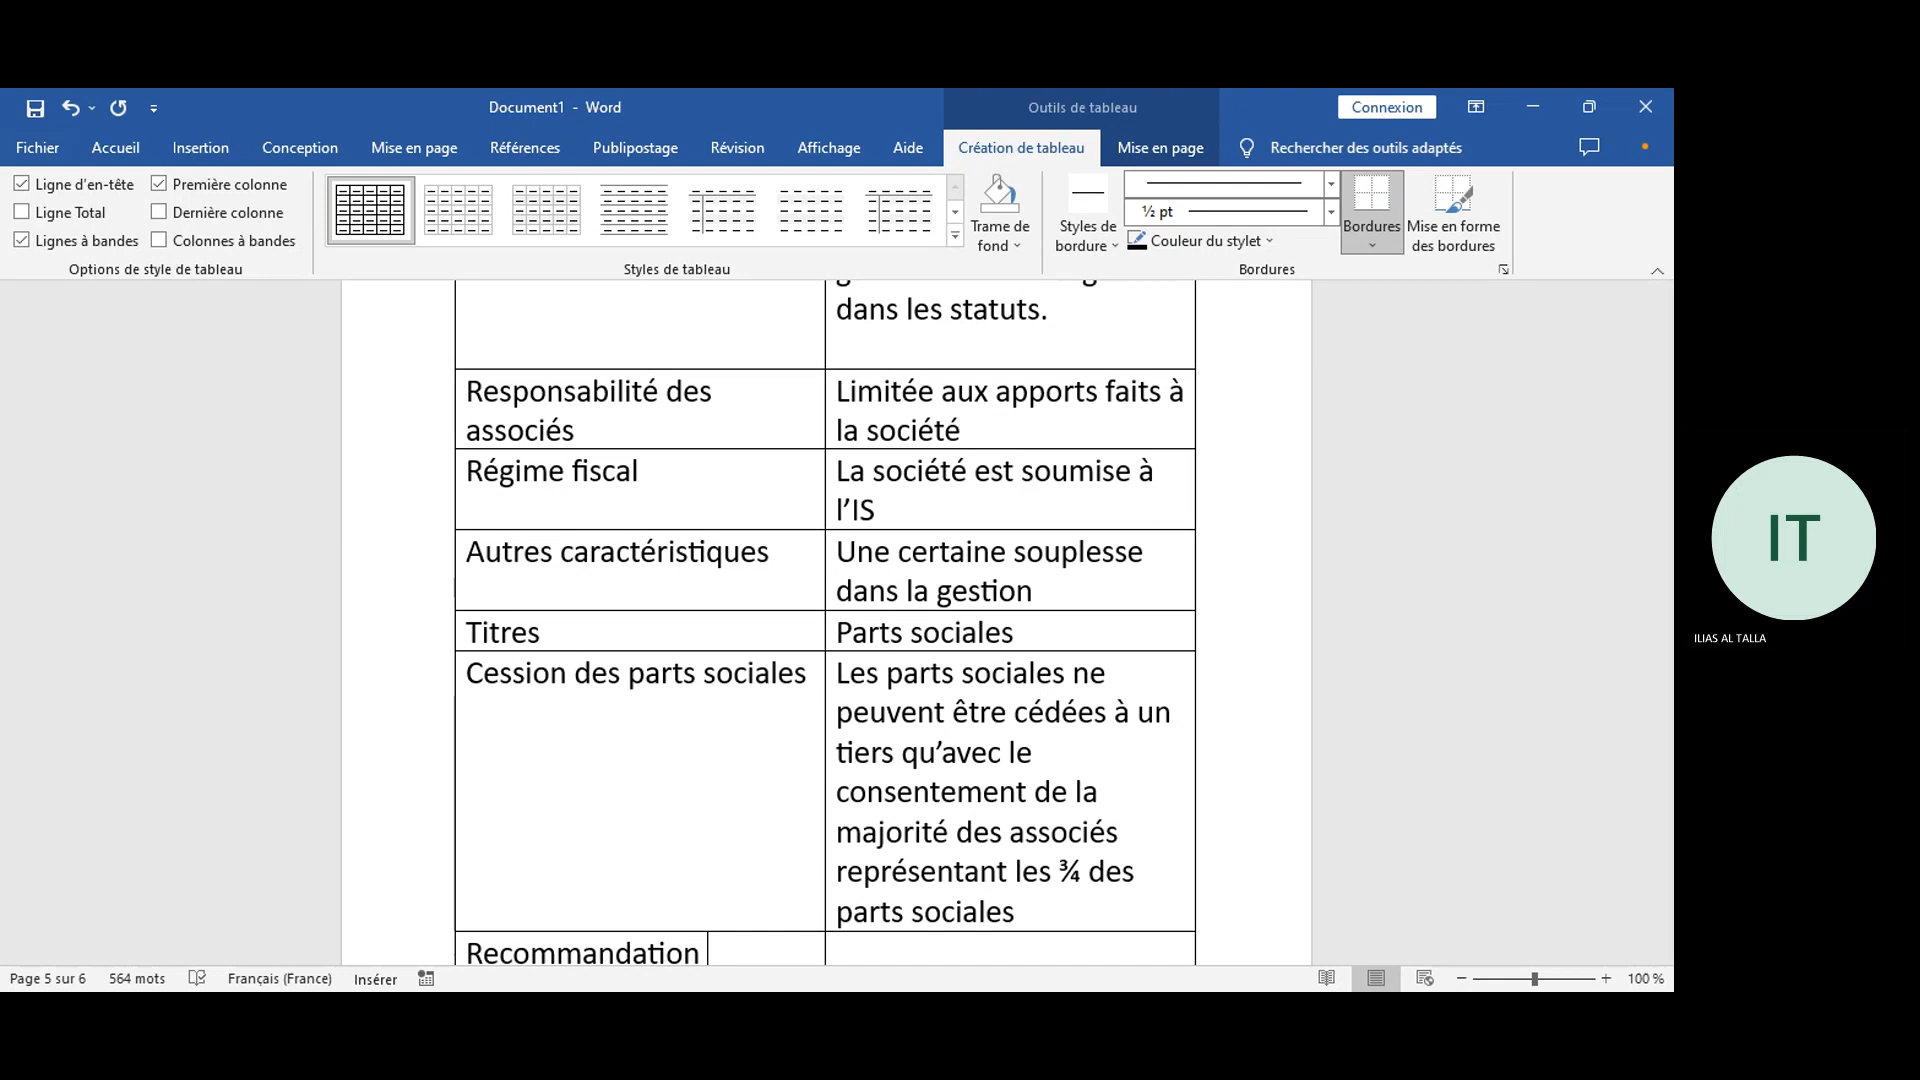 Document1 - Word
Outils de tableau
Connexion
Fichier
Accueil
Insertion
Conception
Mise en page
Références
Publipostage
Révision
Affichage
Aide
Création de tableau
Mise en page
Rechercher des outils adaptés
Ligne d'en-tête
Première colonne
Ligne Total
Dernière colonne
Lignes à bandes
Colonnes à bandes
Options de style de tableau
Styles de tableau
Trame de
fond
Styles de
bordure
½ pt
Couleur du stylet
Bordures
Mise en forme
des bordures
Bordures
dans les statuts.
Responsabilité des
associés
Limitée aux apports faits à
la société
Régime fiscal
La société est soumise à
l'IS
Autres caractéristiques
Une certaine souplesse
dans la gestion
Titres
Parts sociales
Cession des parts sociales
Les parts sociales ne
peuvent être cédées à un
tiers qu'avec le
consentement de la
majorité des associés
représentant les ¾ des
parts sociales
Recommandation
IT
ILIAS AL TALLA
Page 5 sur 6
564 mots
Français (France)
Insérer
100 %